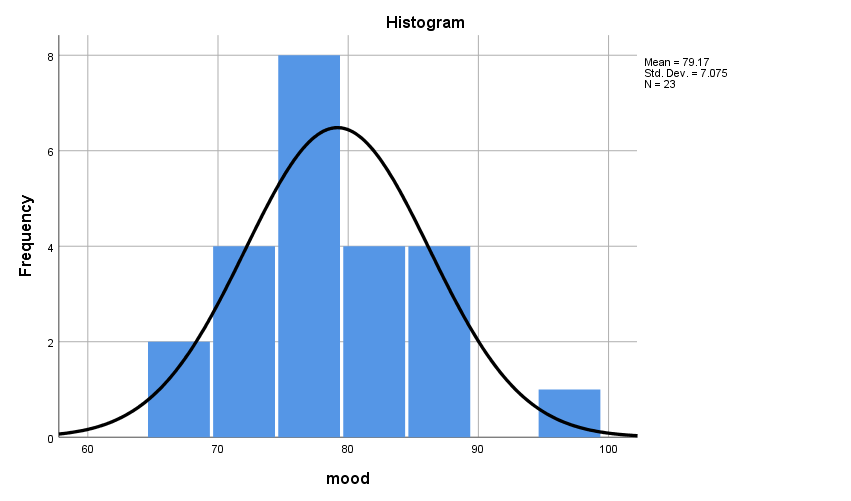 Histogram
Mean = 79.17
Std. Dev. = 7.075
N = 23
8
6
4
2
0
Frequency
60 70 80 90 100
mood